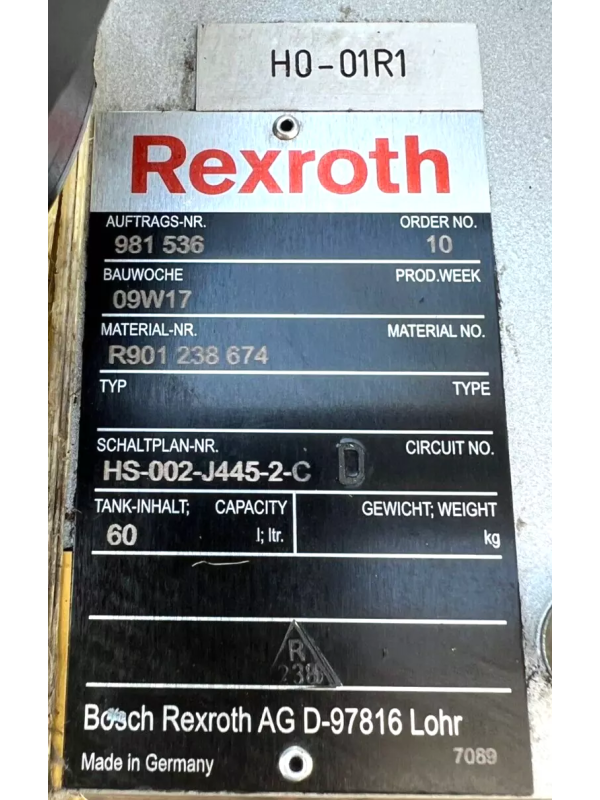 HQ-01R1
Rexroth
AUFTRAGS-NR. ORDER NO.
981 536 10
BAUWOCHE PROD.WEEK
09W17
MATERIAL-NR. MATERIAL NO.
R901 238 674
TYP TYPE
SCHALTPLAN-NR. CIRCUIT NO.
HS-002-J445-2-C D
TANK-INHALT; CAPACITY GEWICHT; WEIGHT
60 l; ltr. kg
R
238
Bosch Rexroth AG D-97816 Lohr
Made in Germany 7089